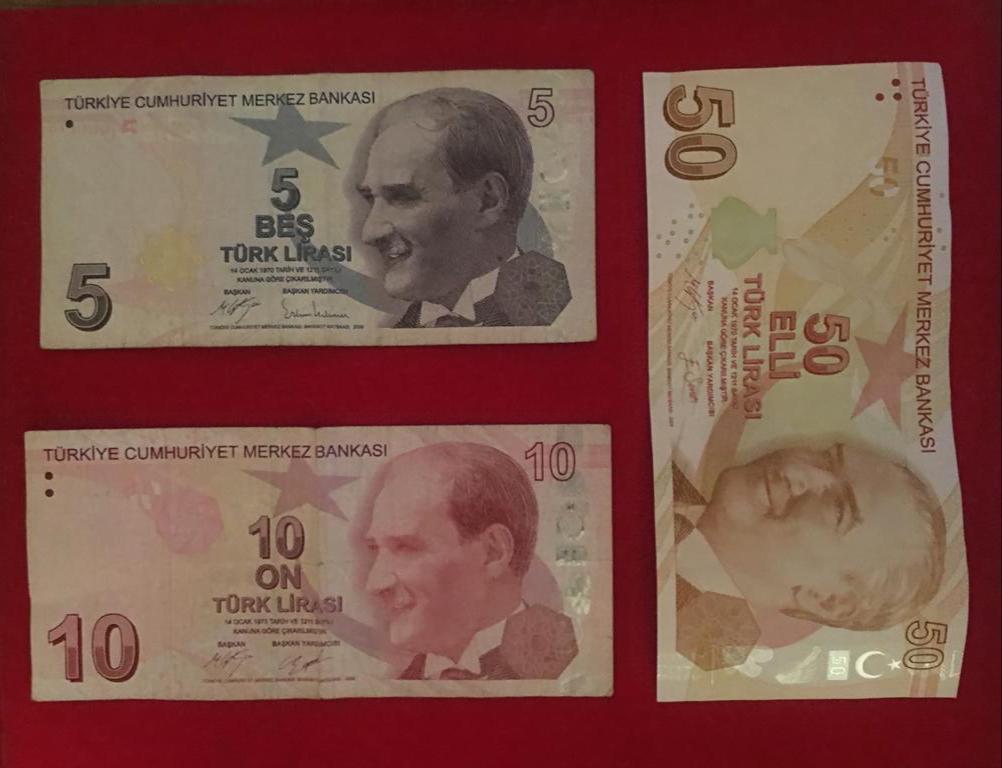 TÜRKİYE CUMHURİYET MERKEZ BANKASI
5
5
BEŞ
TÜRK LİRASI
14 OCAK 1970 TARİH VE 1211 SAYILI
KANUNA GÖRE ÇIKARILMIŞTIR.
BAŞKAN BAŞKAN YARDIMCISI
5
TÜRKİYE CUMHURİYET MERKEZ BANKASI
10
10
ON
TÜRK LİRASI
14 OCAK 1970 TARİH VE 1211 SAYILI
KANUNA GÖRE ÇIKARILMIŞTIR.
BAŞKAN BAŞKAN YARDIMCISI
10
TÜRKİYE CUMHURİYET MERKEZ BANKASI
50
50
50
ELLİ
TÜRK LİRASI
14 OCAK 1970 TARİH VE 1211 SAYILI
KANUNA GÖRE ÇIKARILMIŞTIR.
BAŞKAN BAŞKAN YARDIMCISI
50
50